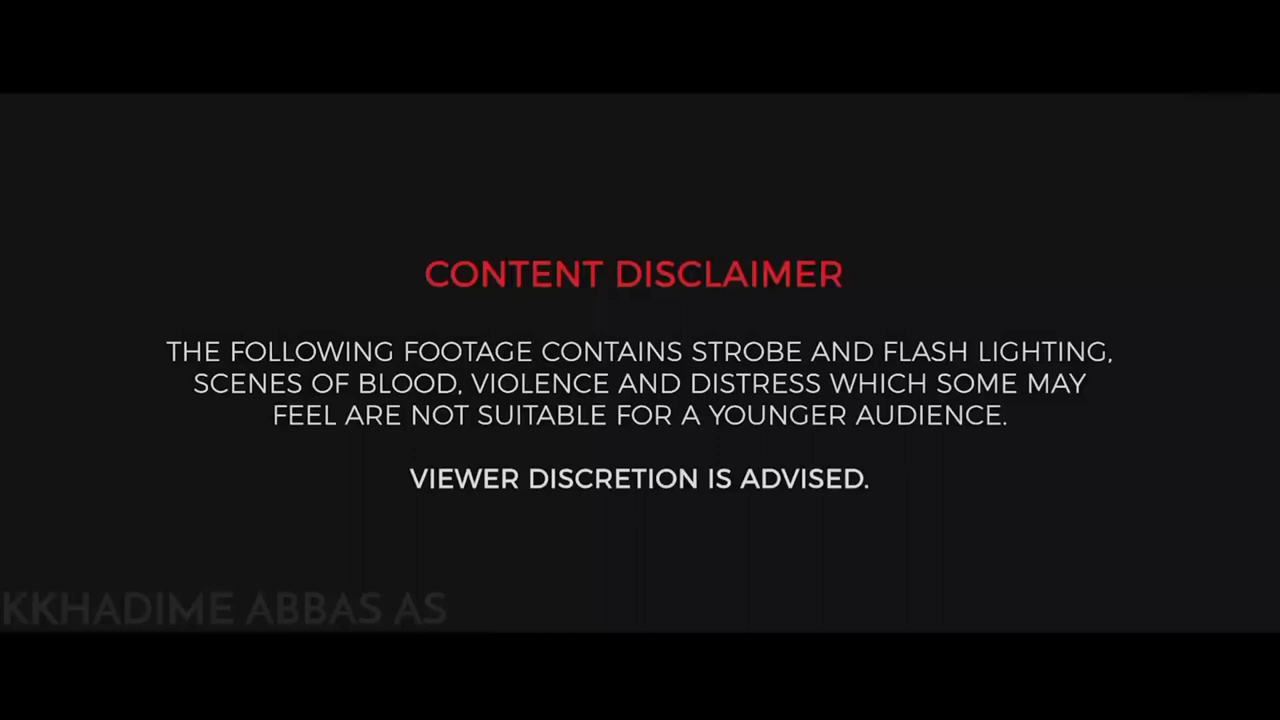 CONTENT DISCLAIMER
THE FOLLOWING FOOTAGE CONTAINS STROBE AND FLASH LIGHTING,
SCENES OF BLOOD, VIOLENCE AND DISTRESS WHICH SOME MAY
FEEL ARE NOT SUITABLE FOR A YOUNGER AUDIENCE.
VIEWER DISCRETION IS ADVISED.
KKHADIME ABBAS AS